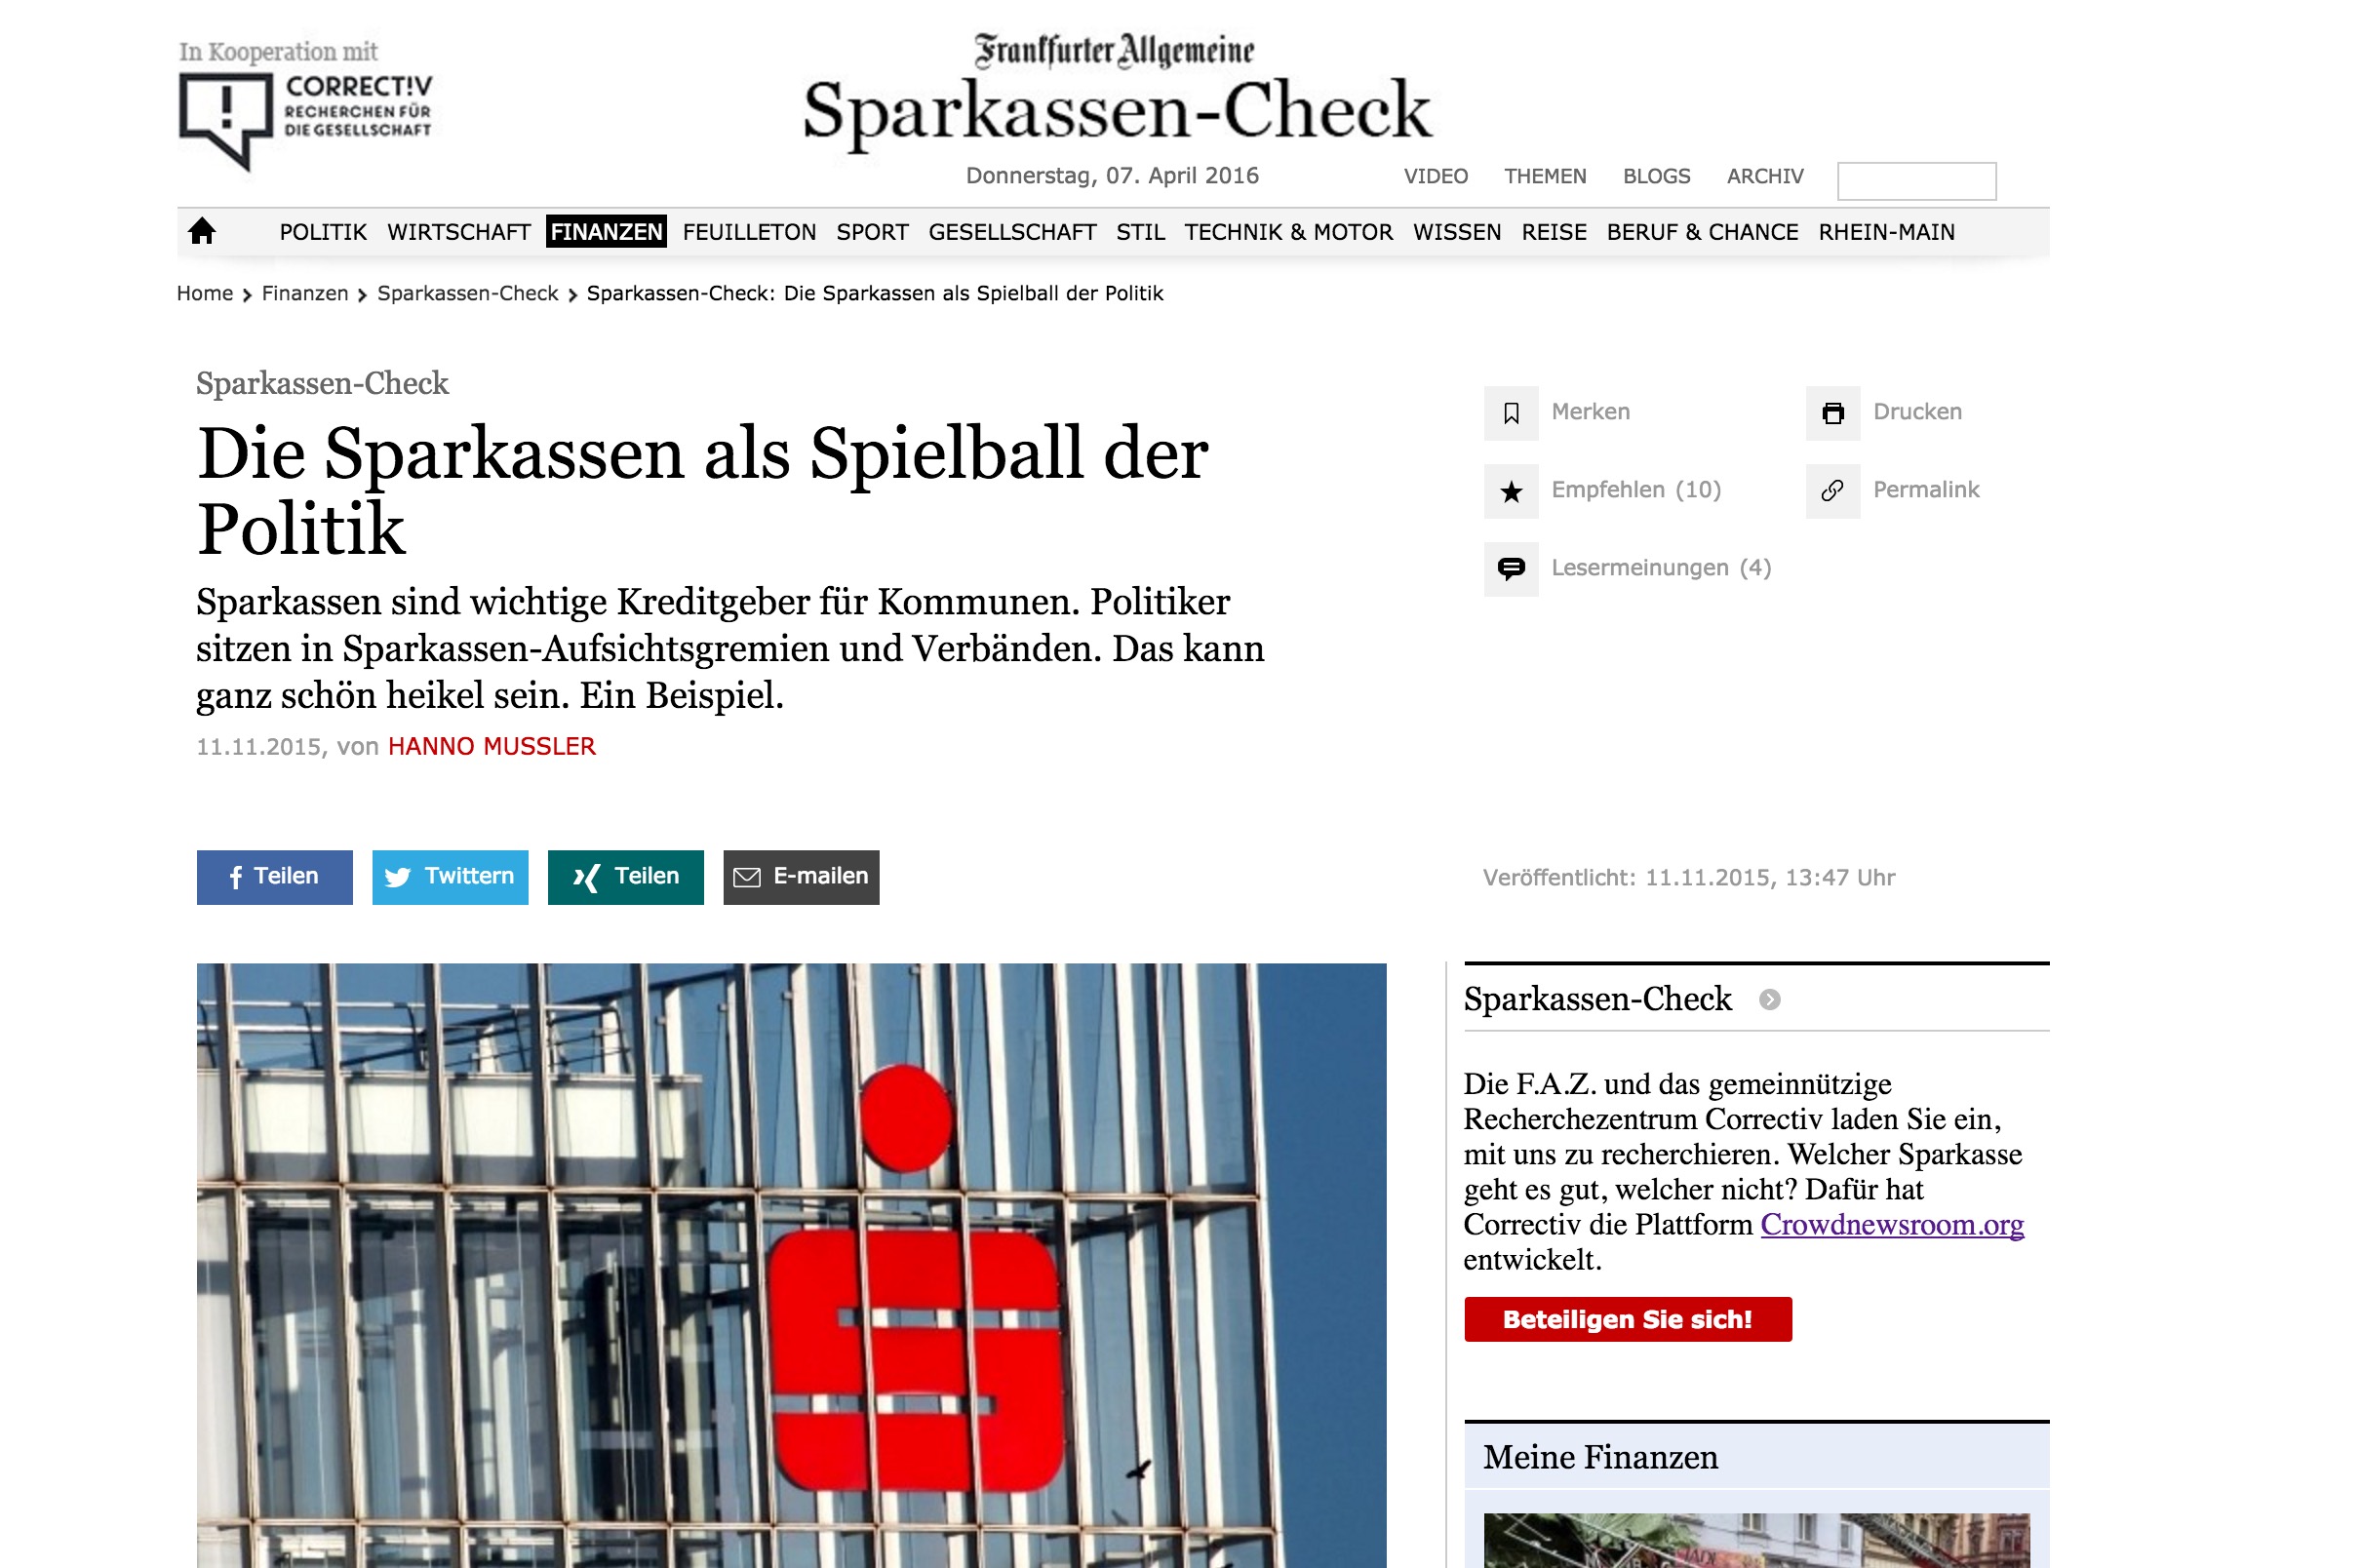 In Kooperation mit
CORRECT!V
RECHERCHEN FÜR
DIE GESELLSCHAFT
Frankfurter Allgemeine
Sparkassen-Check
Donnerstag, 07. April 2016
VIDEO THEMEN BLOGS ARCHIV
POLITIK WIRTSCHAFT FINANZEN FEUILLETON SPORT GESELLSCHAFT STIL TECHNIK & MOTOR WISSEN REISE BERUF & CHANCE RHEIN-MAIN
Home › Finanzen › Sparkassen-Check › Sparkassen-Check: Die Sparkassen als Spielball der Politik
Sparkassen-Check
Die Sparkassen als Spielball der
Politik
Sparkassen sind wichtige Kreditgeber für Kommunen. Politiker
sitzen in Sparkassen-Aufsichtsgremien und Verbänden. Das kann
ganz schön heikel sein. Ein Beispiel.
11.11.2015, von HANNO MUSSLER
Merken
Drucken
Empfehlen (10)
Permalink
Lesermeinungen (4)
Teilen
Twittern
Teilen
E-mailen
Veröffentlicht: 11.11.2015, 13:47 Uhr
Sparkassen-Check
Die F.A.Z. und das gemeinnützige
Recherchezentrum Correctiv laden Sie ein,
mit uns zu recherchieren. Welcher Sparkasse
geht es gut, welcher nicht? Dafür hat
Correctiv die Plattform Crowdnewsroom.org
entwickelt.
Beteiligen Sie sich!
Meine Finanzen